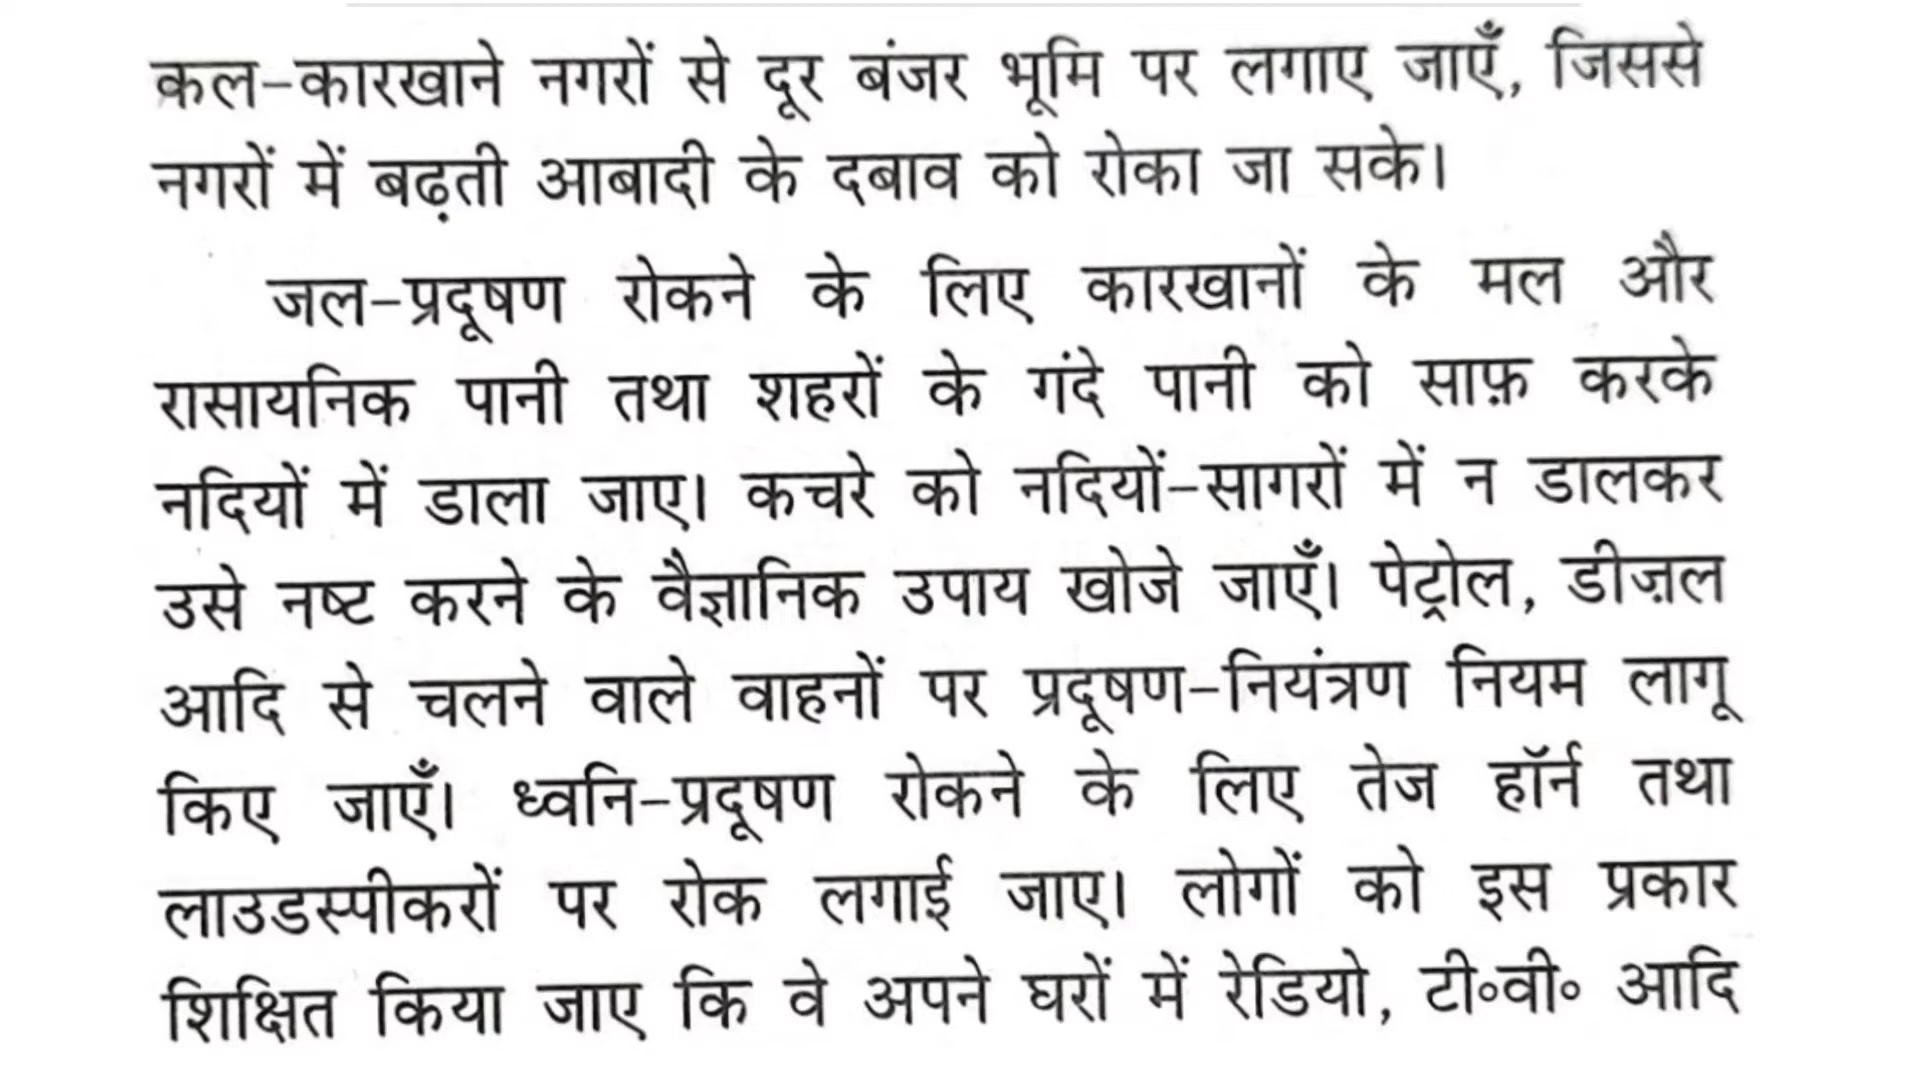 कल-कारखाने नगरों से दूर बंजर भूमि पर लगाए जाएँ, जिससे
नगरों में बढ़ती आबादी के दबाव को रोका जा सके।
जल-प्रदूषण रोकने के लिए कारखानों के मल और
रासायनिक पानी तथा शहरों के गंदे पानी को साफ़ करके
नदियों में डाला जाए। कचरे को नदियों-सागरों में न डालकर
उसे नष्ट करने के वैज्ञानिक उपाय खोजे जाएँ। पेट्रोल, डीज़ल
आदि से चलने वाले वाहनों पर प्रदूषण-नियंत्रण नियम लागू
किए जाएँ। ध्वनि-प्रदूषण रोकने के लिए तेज हॉर्न तथा
लाउडस्पीकरों पर रोक लगाई जाए। लोगों को इस प्रकार
शिक्षित किया जाए कि वे अपने घरों में रेडियो, टी॰वी॰ आदि